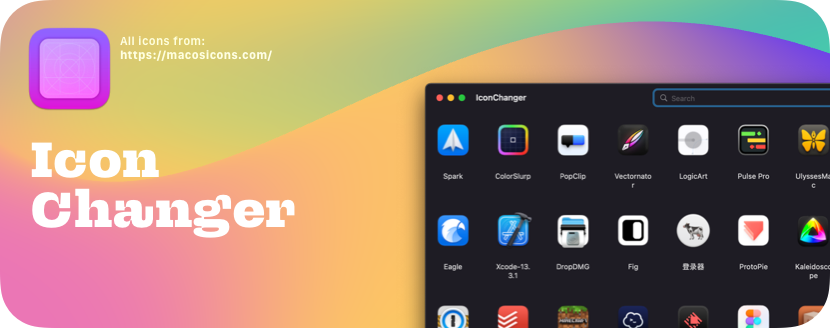 All icons from:
https://macosicons.com/
Icon
Changer
IconChanger
Search
Spark
ColorSlurp
PopClip
Vectornato
r
LogicArt
Pulse Pro
UlyssesMa
c
Eagle
Xcode-13.
3.1
DropDMG
Fig
登录器
ProtoPie
Kaleidosco
pe